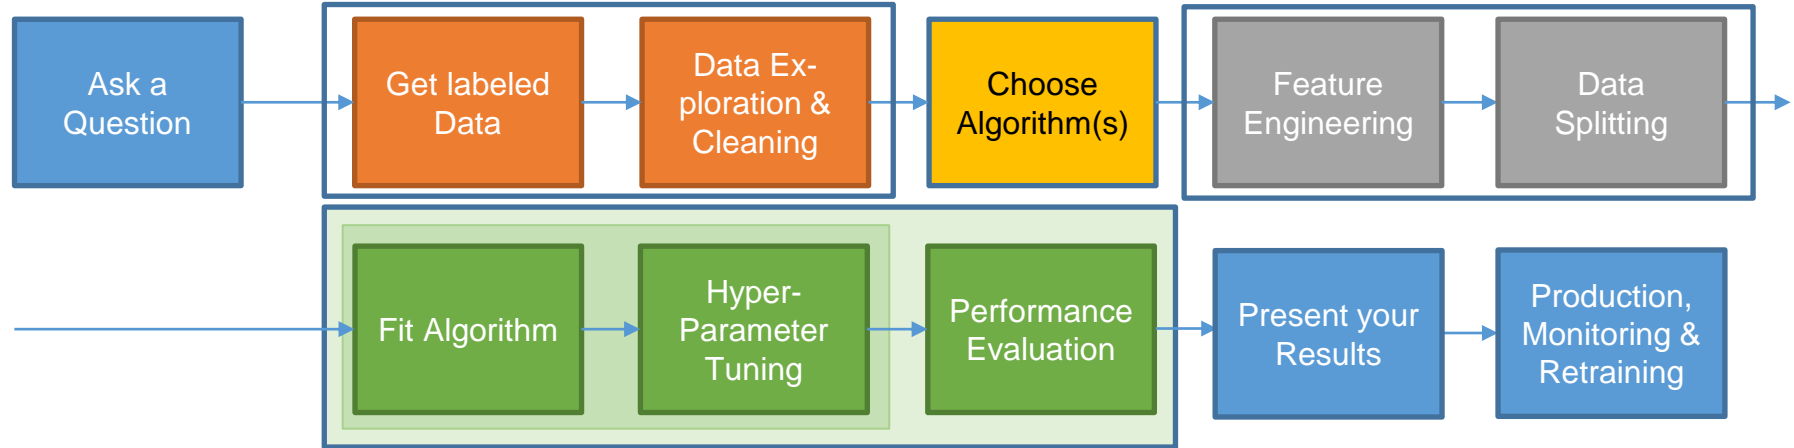 Ask a
Question
Get labeled
Data
Data Ex-
ploration &
Cleaning
Choose
Algorithm(s)
Feature
Engineering
Data
Splitting
Fit Algorithm
Hyper-
Parameter
Tuning
Performance
Evaluation
Present your
Results
Production,
Monitoring &
Retraining